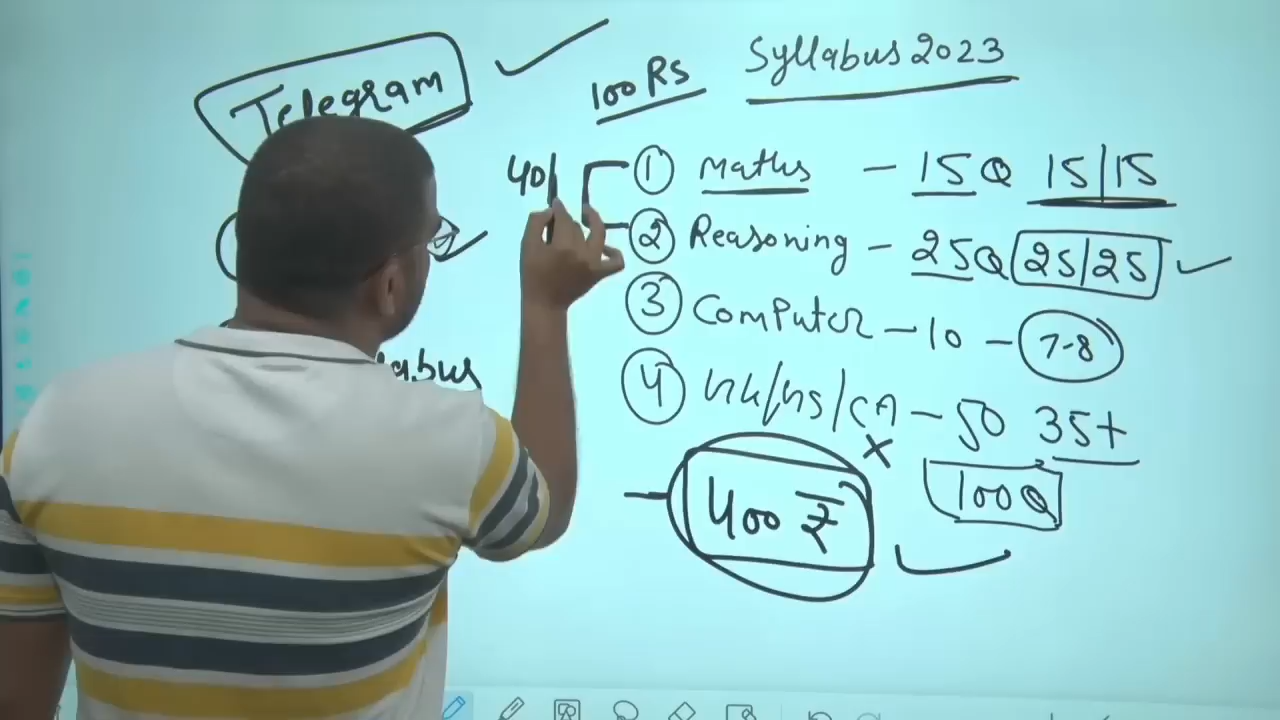 Telegram
100 RS Syllabus 2023
40| ① Maths - 15Q 15|15
② Reasoning - 25Q 25|25
③ Computer - 10 - 7-8
④ GK/GS/CA - 50 35+
400 ₹ 100Q